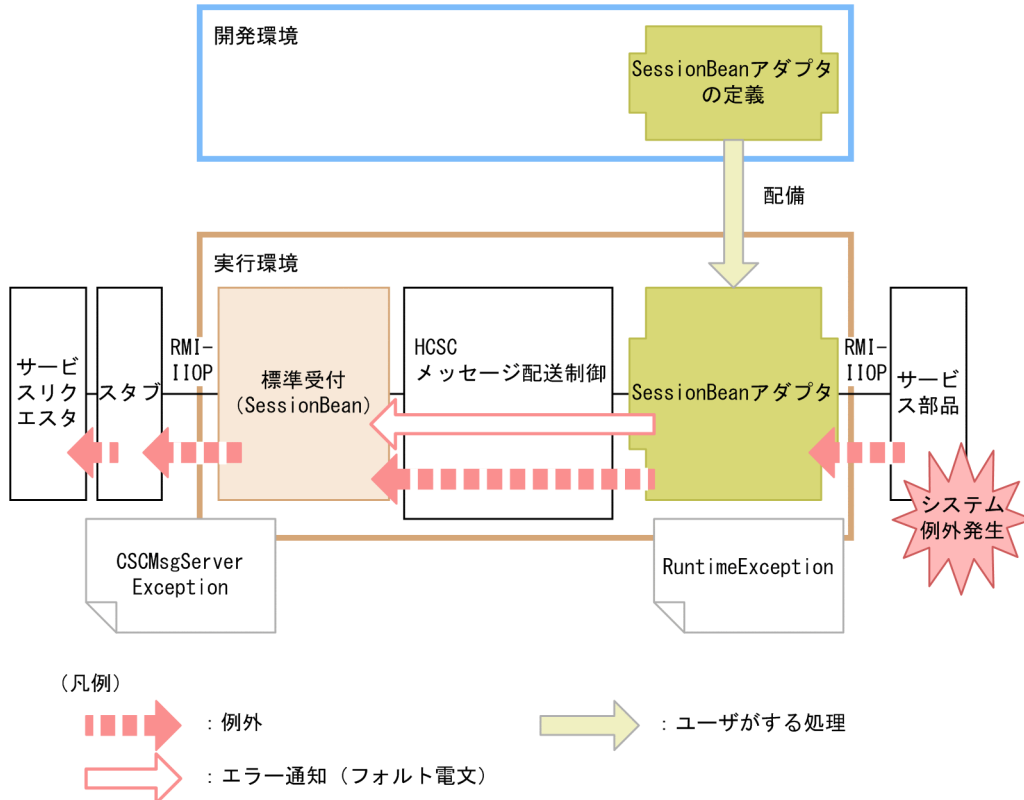 開発環境
SessionBeanアダプタ
の定義
配備
実行環境
サービ
スリク
エスタ
スタブ
RMI-
IIOP
標準受付
(SessionBean)
HCSC
メッセージ配送制御
SessionBeanアダプタ
RMI-
IIOP
サービ
ス部品
システム
例外発生
CSCMsgServer
Exception
RuntimeException
(凡例)
:例外
:ユーザがする処理
:エラー通知(フォルト電文)